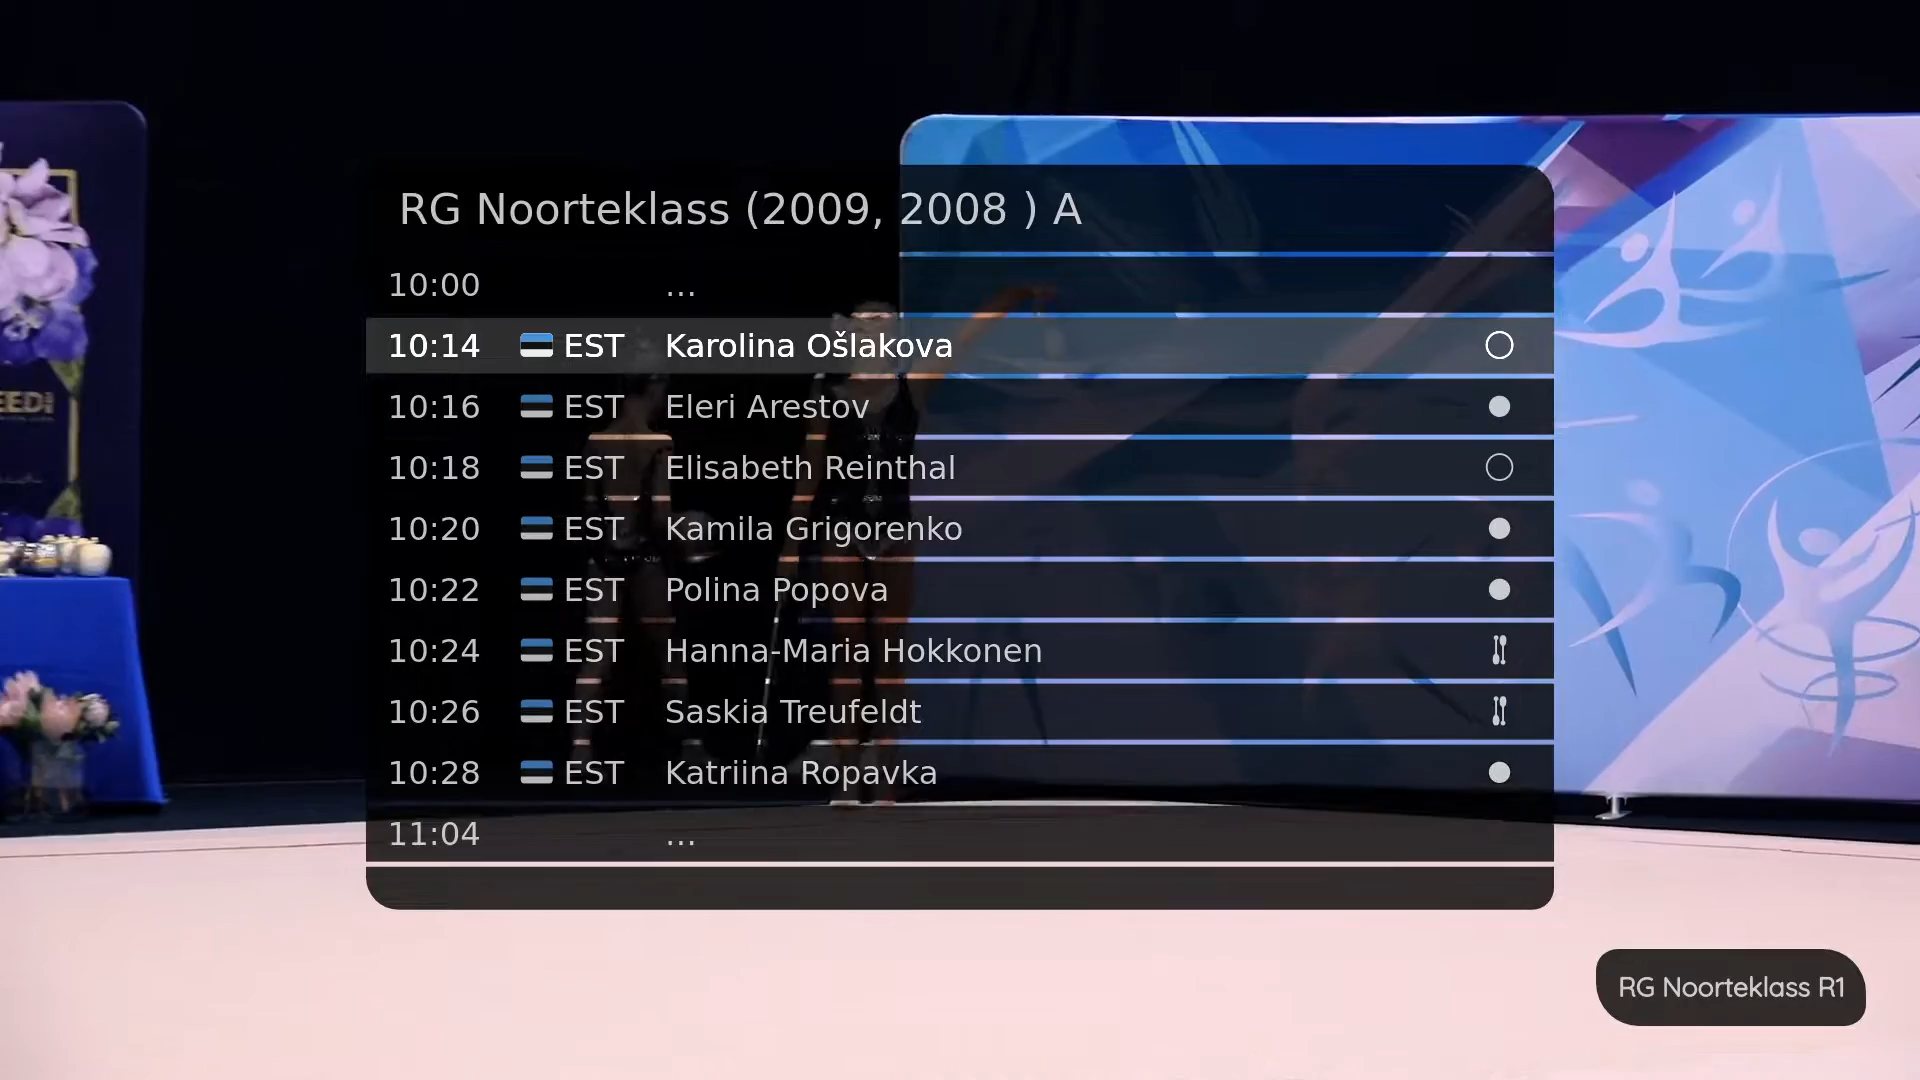 RG Noorteklass (2009, 2008 ) A
10:00 ...
10:14 EST Karolina Ošlakova
10:16 EST Eleri Arestov
10:18 EST Elisabeth Reinthal
10:20 EST Kamila Grigorenko
10:22 EST Polina Popova
10:24 EST Hanna-Maria Hokkonen
10:26 EST Saskia Treufeldt
10:28 EST Katriina Ropavka
11:04 ...
RG Noorteklass R1